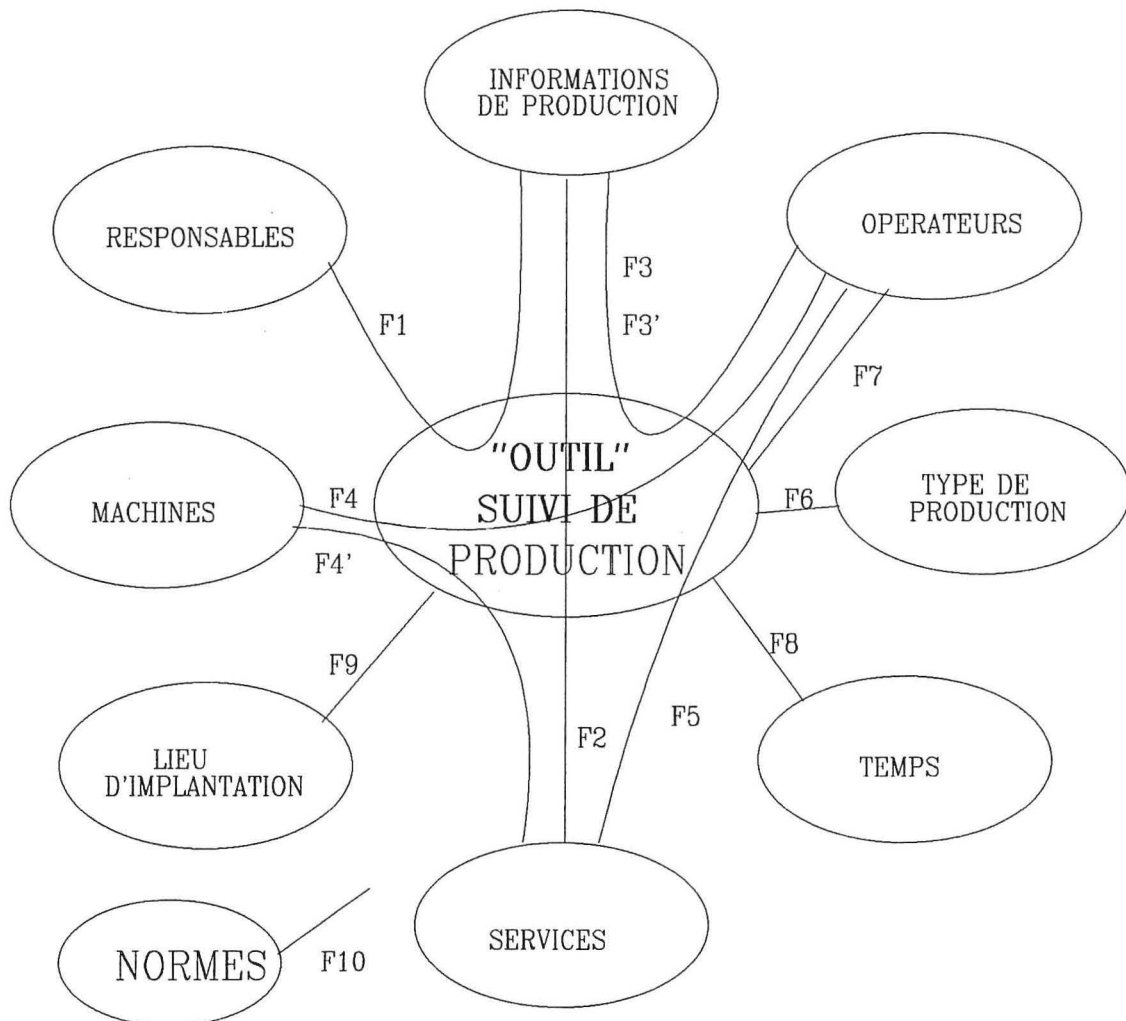 INFORMATIONS
DE PRODUCTION
RESPONSABLES
OPERATEURS
F3
F1
F3'
F7
"OUTIL"
SUIVI DE
PRODUCTION
MACHINES
F4
F4'
F6
TYPE DE
PRODUCTION
F9
F8
F2
F5
LIEU
D'IMPLANTATION
TEMPS
SERVICES
NORMES
F10